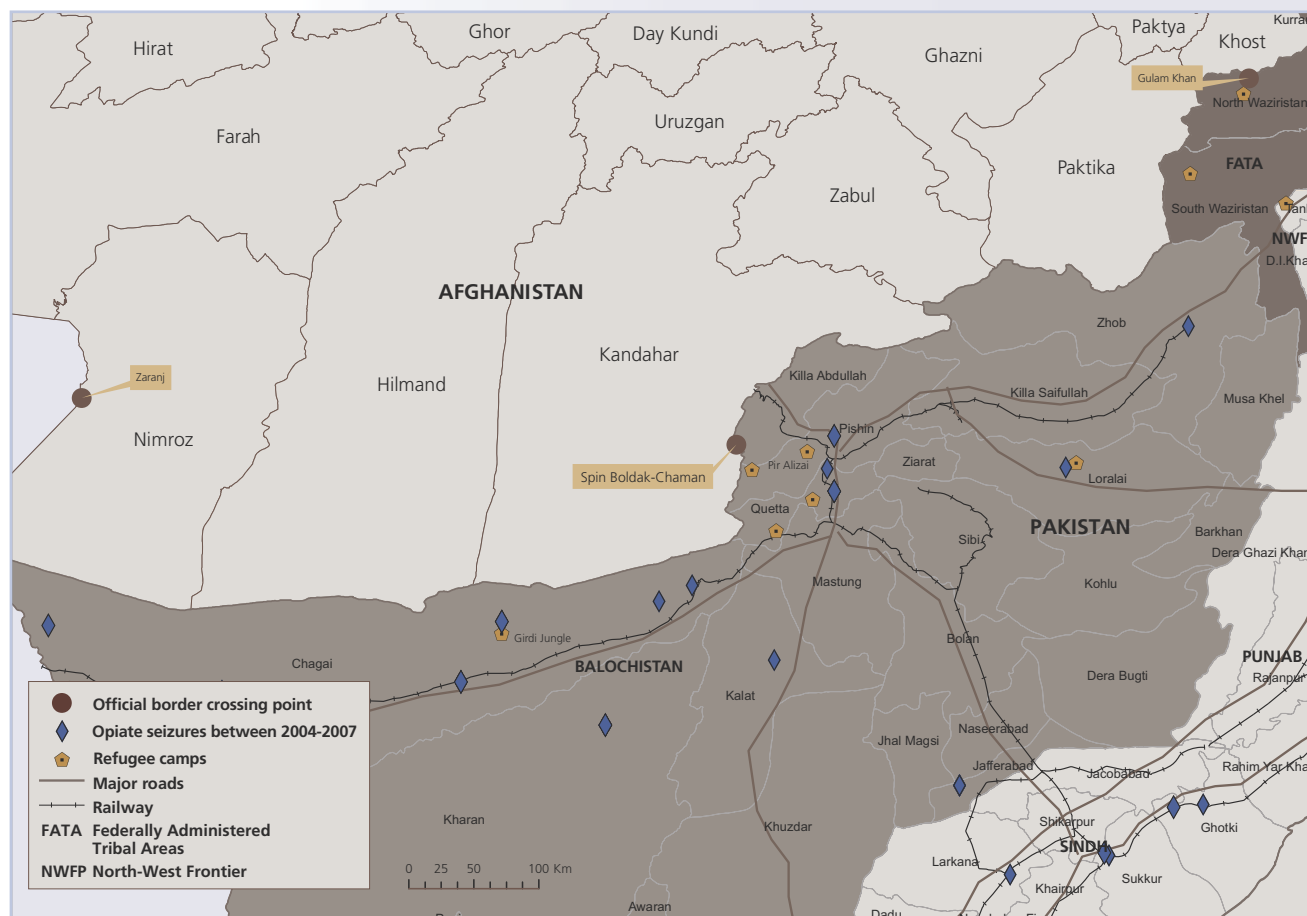 Hirat
Ghor
Day Kundi
Ghazni
Paktya
Khost
Gulam Khan
North Waziristan
Farah
Uruzgan
Zabul
Paktika
FATA
South Waziristan
AFGHANISTAN
Zhob
Kandahar
Hilmand
Zaranj
Nimroz
Killa Abdullah
Killa Saifullah
Musa Khel
Pishin
Pir Alizai
Ziarat
Loralai
Spin Boldak-Chaman
Quetta
PAKISTAN
Sibi
Barkhan
Dera Ghazi Khan
Mastung
Kohlu
Girdi Jungle
Bolan
Chagai
BALOCHISTAN
PUNJAB
Dera Bugti
Rajanpur
Kalat
Naseerabad
Jhal Magsi
Jafferabad
Jacobabad
Rahim Yar Kha
Kharan
Khuzdar
Shikarpur
Ghotki
SINDH
Larkana
Sukkur
Khairpur
Awaran
Dadu
Official border crossing point
Opiate seizures between 2004-2007
Refugee camps
Major roads
Railway
FATA Federally Administered
Tribal Areas
NWFP North-West Frontier
0 25 50 100 Km